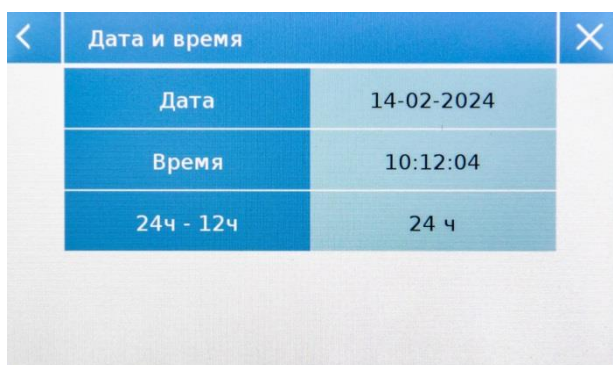 Дата и время
Дата 14-02-2024
Время 10:12:04
24ч - 12ч 24 ч